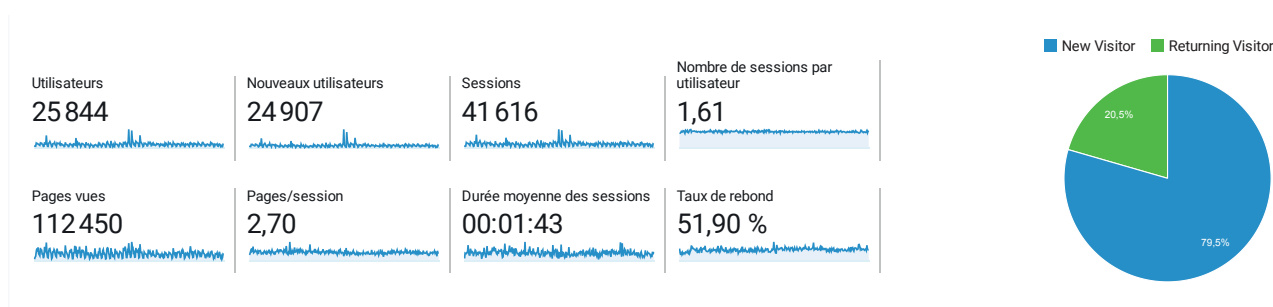 New Visitor
Returning Visitor
Utilisateurs
25 844
Nouveaux utilisateurs
24 907
Sessions
41 616
Nombre de sessions par
utilisateur
1,61
Pages vues
112 450
Pages/session
2,70
Durée moyenne des sessions
00:01:43
Taux de rebond
51,90 %
20,5%
79,5%